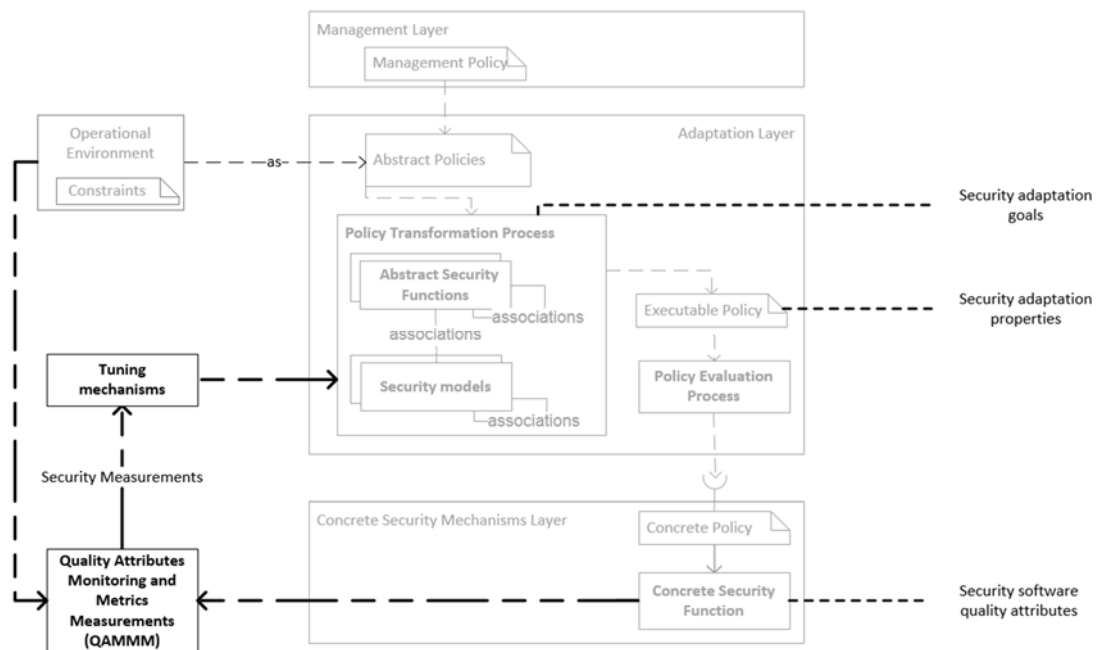 Management Layer
Management Policy
Operational
Environment
Constraints
as
Adaptation Layer
Abstract Policies
Policy Transformation Process
Abstract Security
Functions
associations
associations
Security models
associations
Executable Policy
Policy Evaluation
Process
Security adaptation
goals
Security adaptation
properties
Tuning
mechanisms
Security Measurements
Quality Attributes
Monitoring and
Metrics
Measurements
(QAMMM)
Concrete Security Mechanisms Layer
Concrete Policy
Concrete Security
Function
Security software
quality attributes